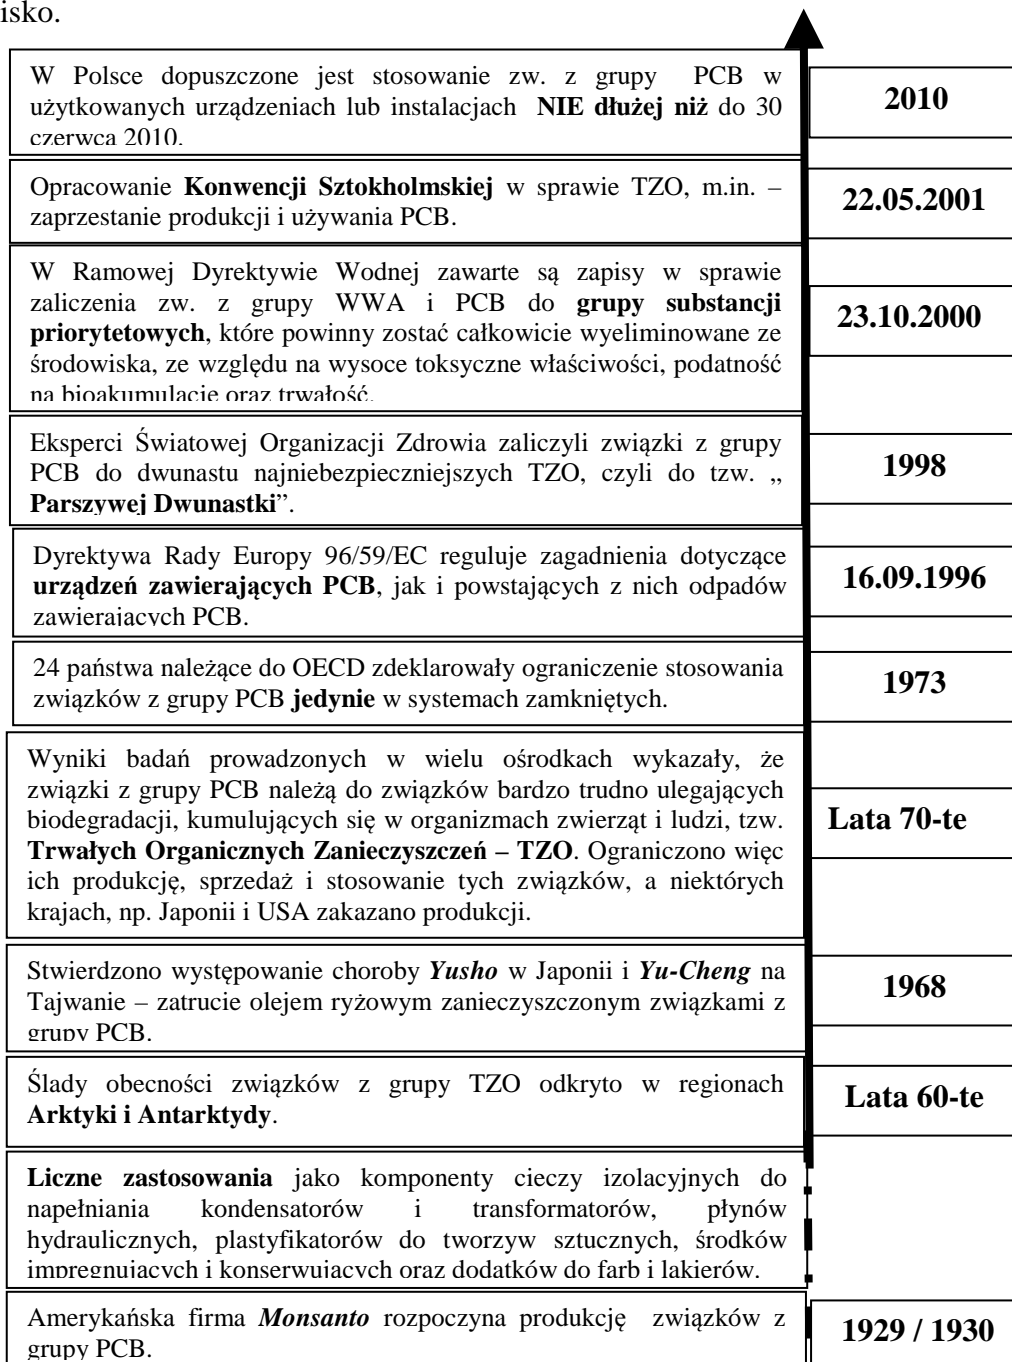 isko.
W Polsce dopuszczone jest stosowanie zw. z grupy PCB w
użytkowanych urządzeniach lub instalacjach NIE dłużej niż do 30
czerwca 2010.
2010
Opracowanie Konwencji Sztokholmskiej w sprawie TZO, m.in. –
zaprzestanie produkcji i używania PCB.
22.05.2001
W Ramowej Dyrektywie Wodnej zawarte są zapisy w sprawie
zaliczenia zw. z grupy WWA i PCB do grupy substancji
priorytetowych, które powinny zostać całkowicie wyeliminowane ze
środowiska, ze względu na wysoce toksyczne właściwości, podatność
na bioakumulację oraz trwałość.
23.10.2000
Eksperci Światowej Organizacji Zdrowia zaliczyli związki z grupy
PCB do dwunastu najniebezpieczniejszych TZO, czyli do tzw. „
Parszywej Dwunastki”.
1998
Dyrektywa Rady Europy 96/59/EC reguluje zagadnienia dotyczące
urządzeń zawierających PCB, jak i powstających z nich odpadów
zawierających PCB.
16.09.1996
24 państwa należące do OECD zdeklarowały ograniczenie stosowania
związków z grupy PCB jedynie w systemach zamkniętych.
1973
Wyniki badań prowadzonych w wielu ośrodkach wykazały, że
związki z grupy PCB należą do związków bardzo trudno ulegających
biodegradacji, kumulujących się w organizmach zwierząt i ludzi, tzw.
Trwałych Organicznych Zanieczyszczeń – TZO. Ograniczono więc
ich produkcję, sprzedaż i stosowanie tych związków, a niektórych
krajach, np. Japonii i USA zakazano produkcji.
Lata 70-te
Stwierdzono występowanie choroby Yusho w Japonii i Yu-Cheng na
Tajwanie – zatrucie olejem ryżowym zanieczyszczonym związkami z
grupy PCB.
1968
Ślady obecności związków z grupy TZO odkryto w regionach
Arktyki i Antarktydy.
Lata 60-te
Liczne zastosowania jako komponenty cieczy izolacyjnych do
napełniania kondensatorów i transformatorów, płynów
hydraulicznych, plastyfikatorów do tworzyw sztucznych, środków
impregnujących i konserwujących oraz dodatków do farb i lakierów.
Amerykańska firma Monsanto rozpoczyna produkcję związków z
grupy PCB.
1929 / 1930